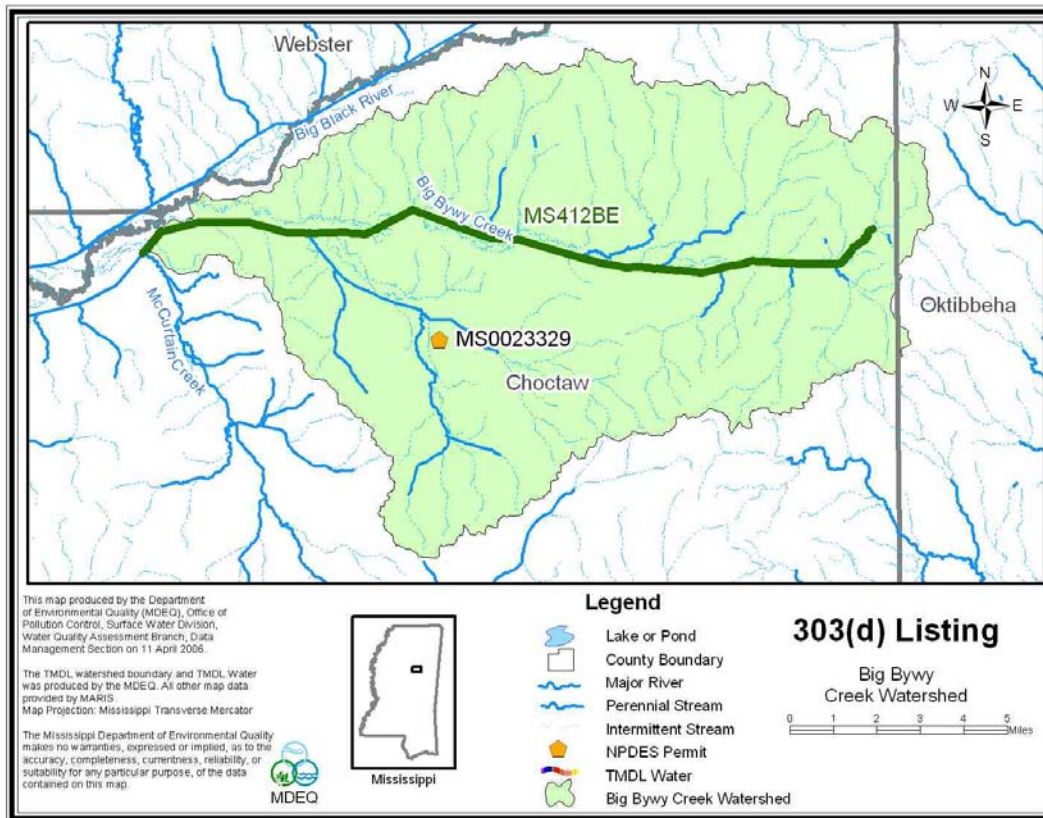 Webster
Big Black River
N
W E
S
Big Bywy Creek
MS412BE
Oktibbeha
McCurtain Creek
MS0023329
Choctaw
This map produced by the Department
of Environmental Quality (MDEQ), Office of
Pollution Control, Surface Water Division,
Water Quality Assessment Branch, Data
Management Section on 11 April 2006.
The TMDL watershed boundary and TMDL Water
was produced by the MDEQ. All other map data
provided by MARIS.
Map Projection: Mississippi Transverse Mercator
The Mississippi Department of Environmental Quality
makes no warranties, expressed or implied, as to the
accuracy, completeness, currentness, reliability, or
suitability for any particular purpose, of the data
contained on this map.
MDEQ
Mississippi
Legend
Lake or Pond
County Boundary
Major River
Perennial Stream
Intermittent Stream
NPDES Permit
TMDL Water
Big Bywy Creek Watershed
303(d) Listing
Big Bywy
Creek Watershed
0 1 2 3 4 5
Miles